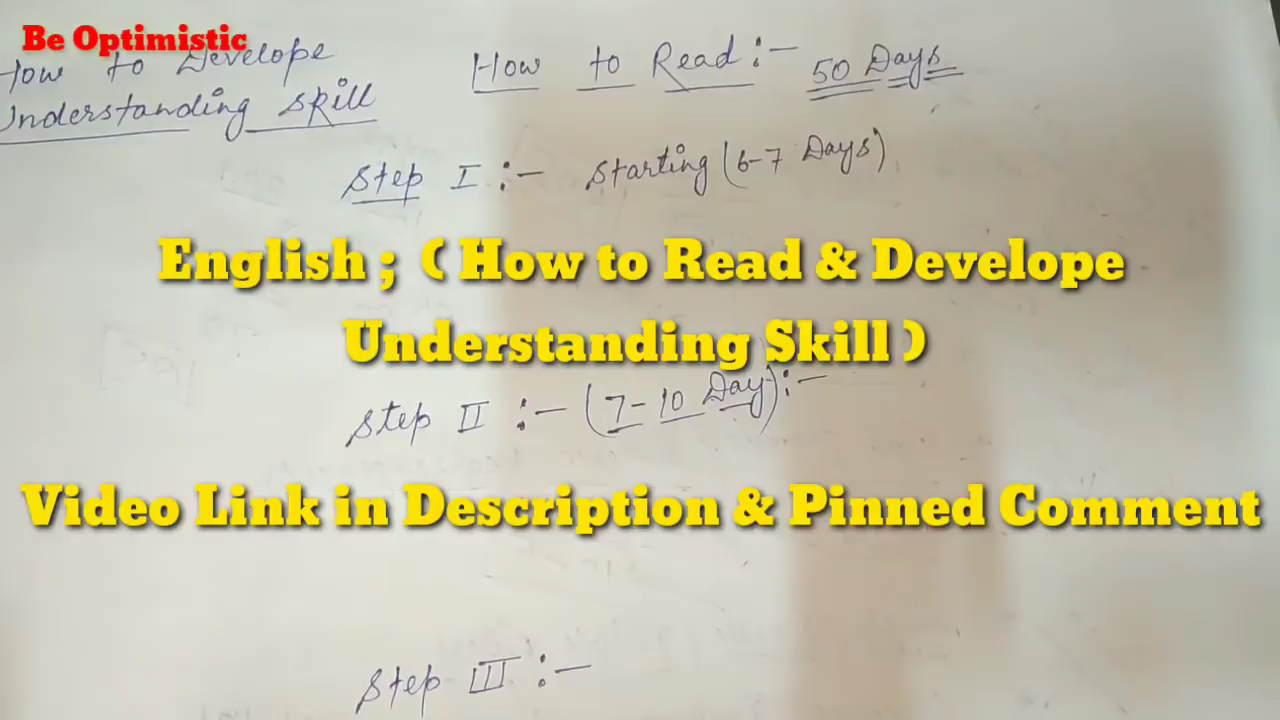 Be Optimistic
How to Develope
Understanding skill
How to Read :- 50 Days
Step I :- Starting (6-7 Days)
English ; ( How to Read & Develope
Understanding Skill )
Step II :- (7-10 Day) :-
Video Link in Description & Pinned Comment
Step III :-